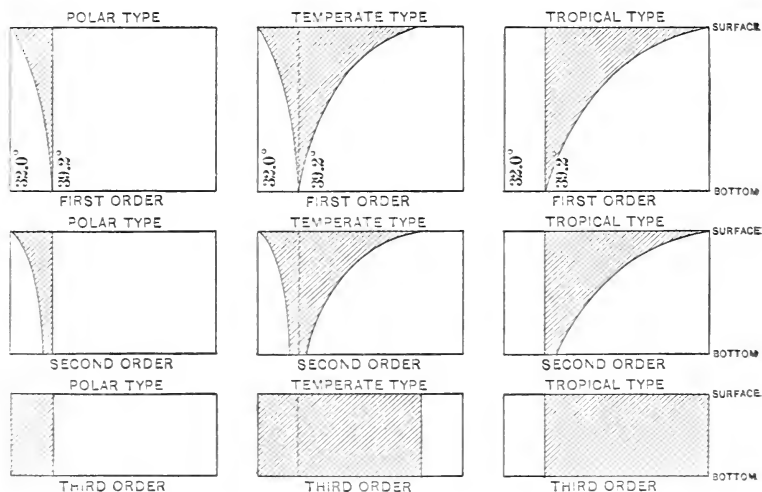 POLAR TYPE TEMPERATE TYPE TROPICAL TYPE
SURFACE
32.0° 39.2° 32.0° 39.2° 32.0° 39.2°
BOTTOM
FIRST ORDER FIRST ORDER FIRST ORDER
POLAR TYPE TEMPERATE TYPE TROPICAL TYPE
SURFACE
BOTTOM
SECOND ORDER SECOND ORDER SECOND ORDER
POLAR TYPE TEMPERATE TYPE TROPICAL TYPE
SURFACE
BOTTOM
THIRD ORDER THIRD ORDER THIRD ORDER